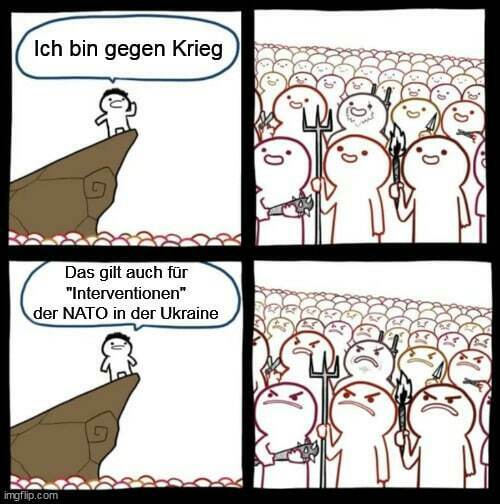 Ich bin gegen Krieg
Das gilt auch für
"Interventionen"
der NATO in der Ukraine
imgflip.com